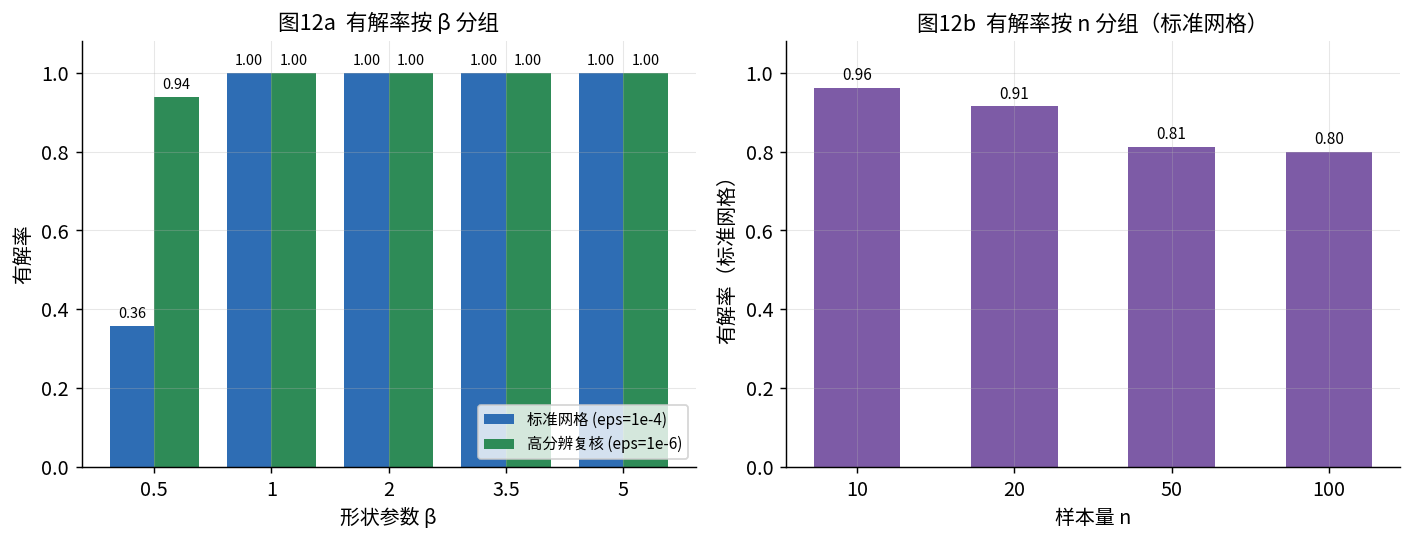 图12a 有解率按 β 分组
1.0
0.8
0.6
0.4
0.2
0.0
有解率
0.36
0.94
1.00 1.00
1.00 1.00
1.00 1.00
1.00 1.00
标准网格 (eps=1e-4)
高分辨复核 (eps=1e-6)
0.5 1 2 3.5 5
形状参数 β
图12b 有解率按 n 分组（标准网格）
1.0
0.8
0.6
0.4
0.2
0.0
有解率（标准网格）
0.96
0.91
0.81
0.80
10 20 50 100
样本量 n